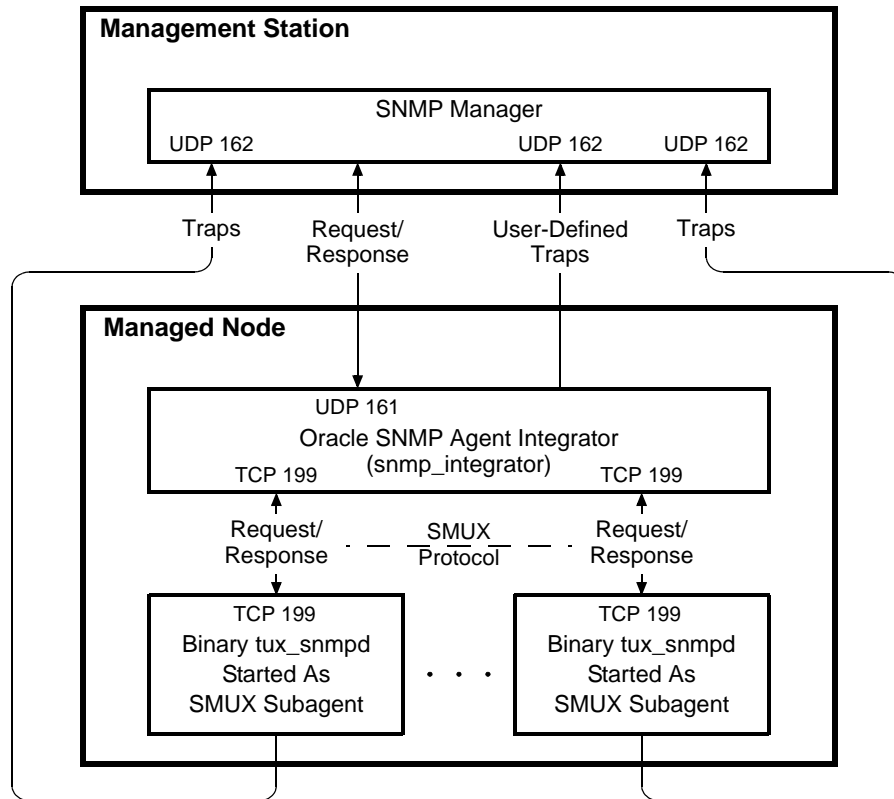 Management Station
SNMP Manager
UDP 162
UDP 162
UDP 162
Traps
Request/
Response
User-Defined
Traps
Traps
Managed Node
UDP 161
Oracle SNMP Agent Integrator
(snmp_integrator)
TCP 199
TCP 199
Request/
Response
SMUX
Protocol
Request/
Response
TCP 199
Binary tux_snmpd
Started As
SMUX Subagent
. . .
TCP 199
Binary tux_snmpd
Started As
SMUX Subagent